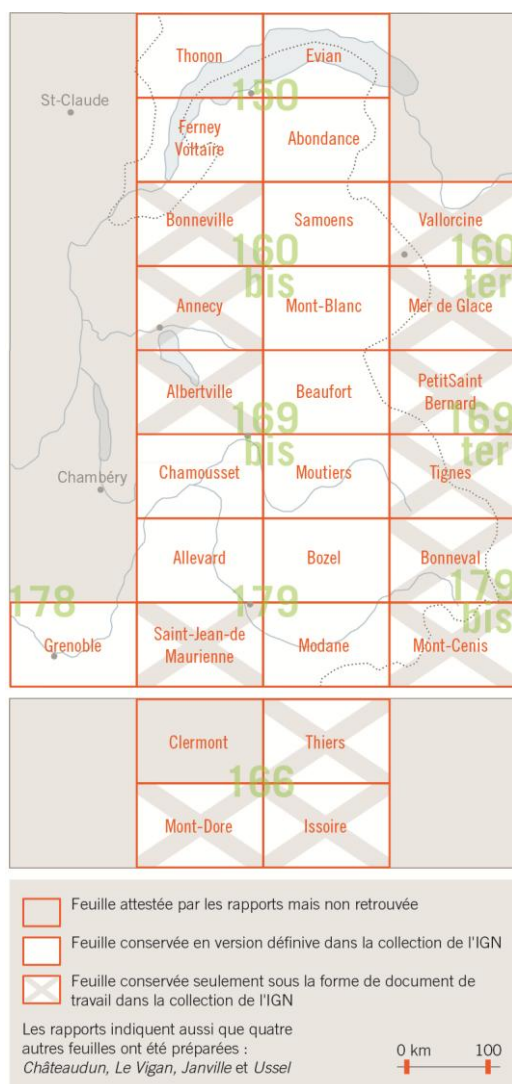 Thonon
Evian
St-Claude
150
Ferney
Voltaire
Abondance
Bonneville
Samoens
Vallorcine
160
bis
160
ter
Annecy
Mont-Blanc
Mer de Glace
Albertville
Beaufort
PetitSaint
Bernard
169
bis
169
ter
Chambéry
Chamousset
Moutiers
Tignes
Allevard
Bozel
Bonneval
178
179
179
bis
Grenoble
Saint-Jean-de
Maurienne
Modane
Mont-Cenis
Clermont
Thiers
166
Mont-Dore
Issoire
Feuille attestée par les rapports mais non retrouvée
Feuille conservée en version définive dans la collection de l'IGN
Feuille conservée seulement sous la forme de document de
travail dans la collection de l'IGN
Les rapports indiquent aussi que quatre
autres feuilles ont été préparées :
Châteaudun, Le Vigan, Janville et Ussel
0 km 100